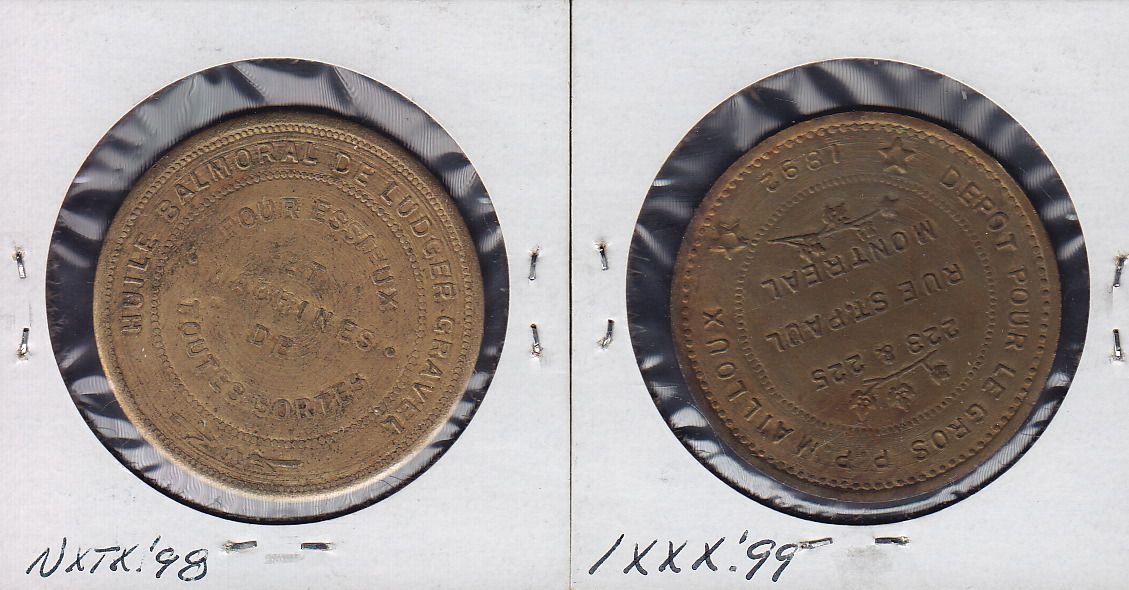 HUILE BALMORAL DE LUDGER GRAVEL
POUR ESSIEUX
ET
MACHINES
DE
TOUTES SORTES
NXTX!98
DEPOT POUR LE GROS P.P. MAILLOUX
1892
223 & 225
RUE ST.PAUL
MONTREAL
IXXX!99